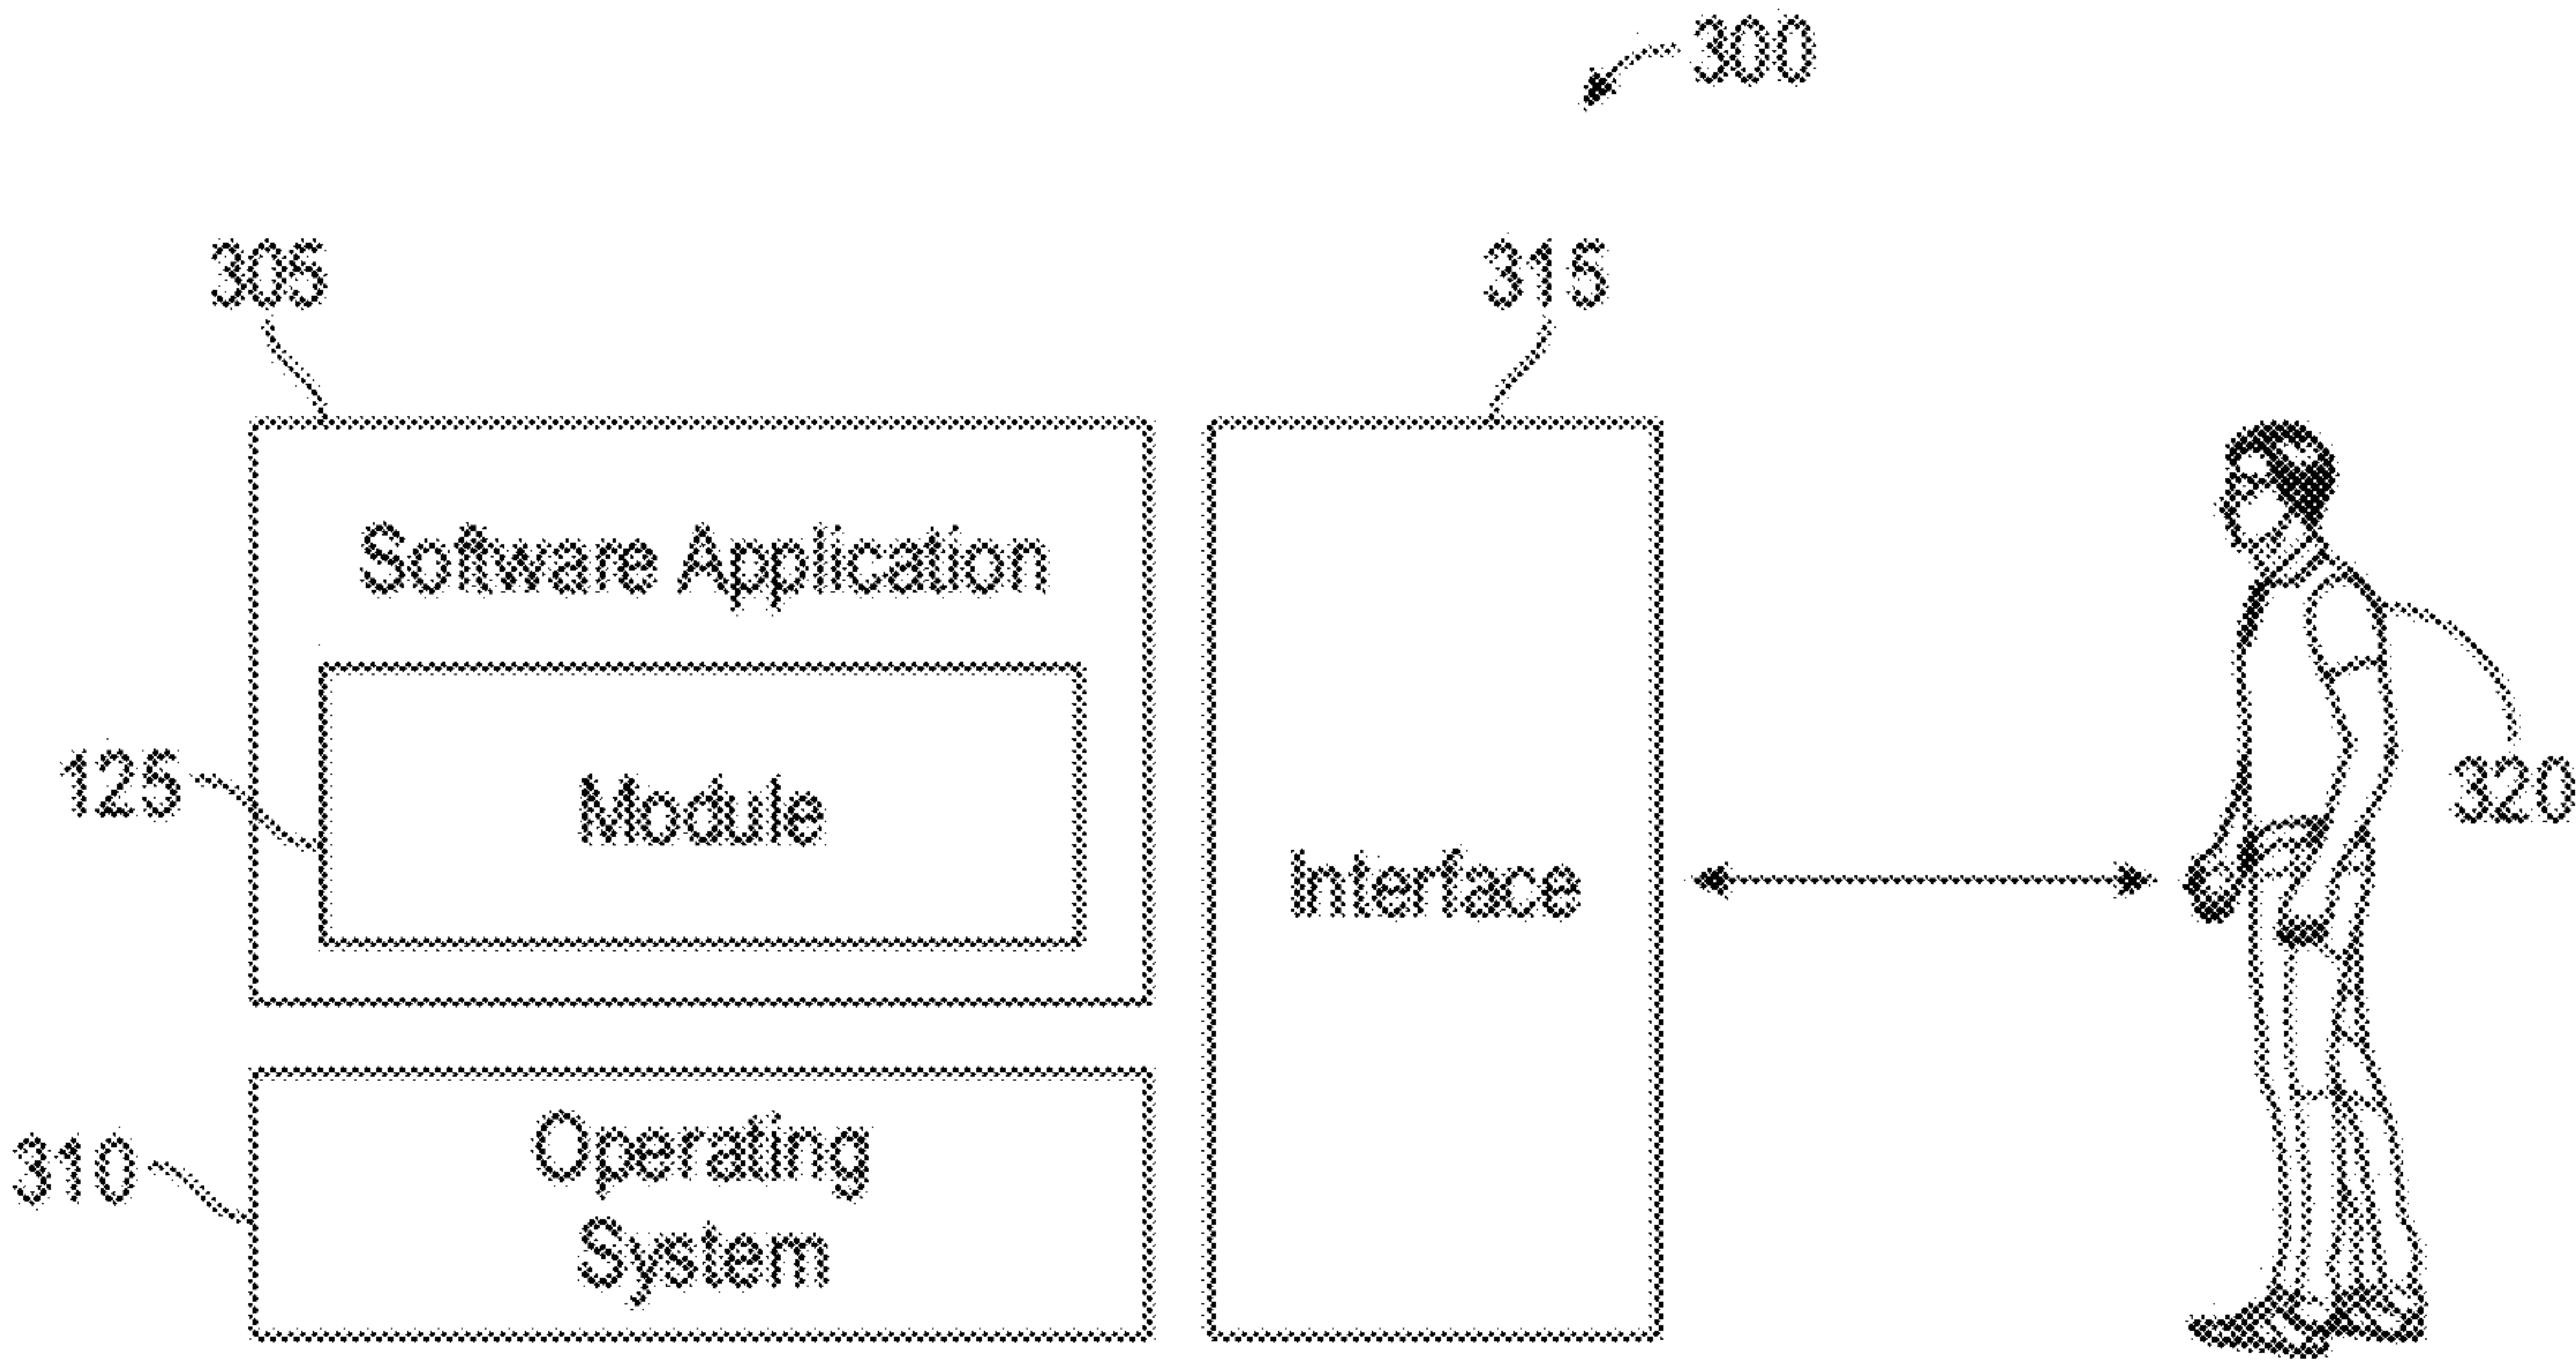 300
305
315
Software Application
125
Module
320
Interface
310
Operating
System